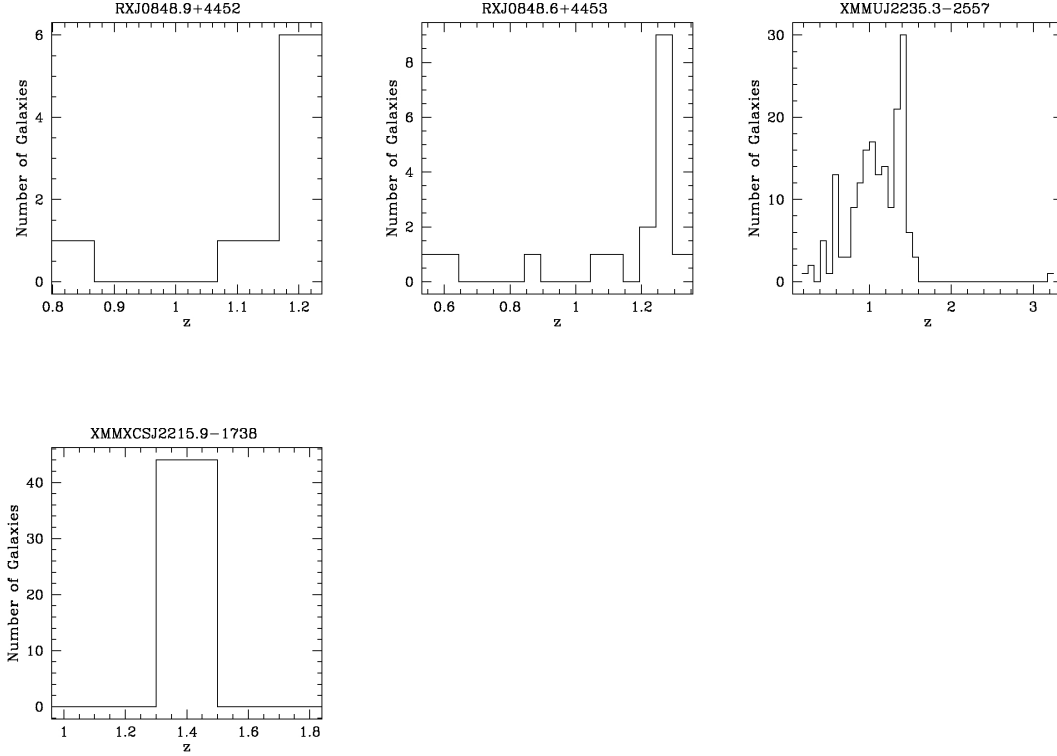 RXJ0848.9+4452
6
4
2
0
Number of Galaxies
0.8 0.9 1 1.1 1.2
z
RXJ0848.6+4453
8
6
4
2
0
Number of Galaxies
0.6 0.8 1 1.2
z
XMMUJ2235.3−2557
30
20
10
0
Number of Galaxies
1 2 3
z
XMMXCSJ2215.9−1738
40
30
20
10
0
Number of Galaxies
1 1.2 1.4 1.6 1.8
z